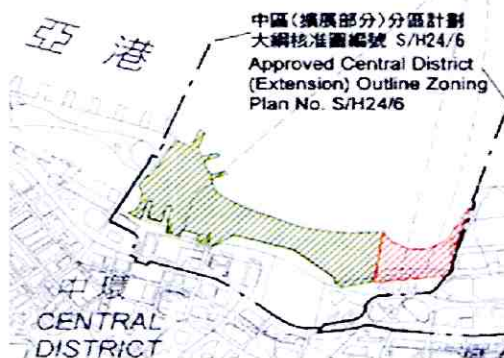 中區(擴展部分)分區計劃
大綱核准圖編號 S/H24/6
Approved Central District
(Extension) Outline Zoning
Plan No. S/H24/6
亞 港
中 環
CENTRAL
DISTRICT